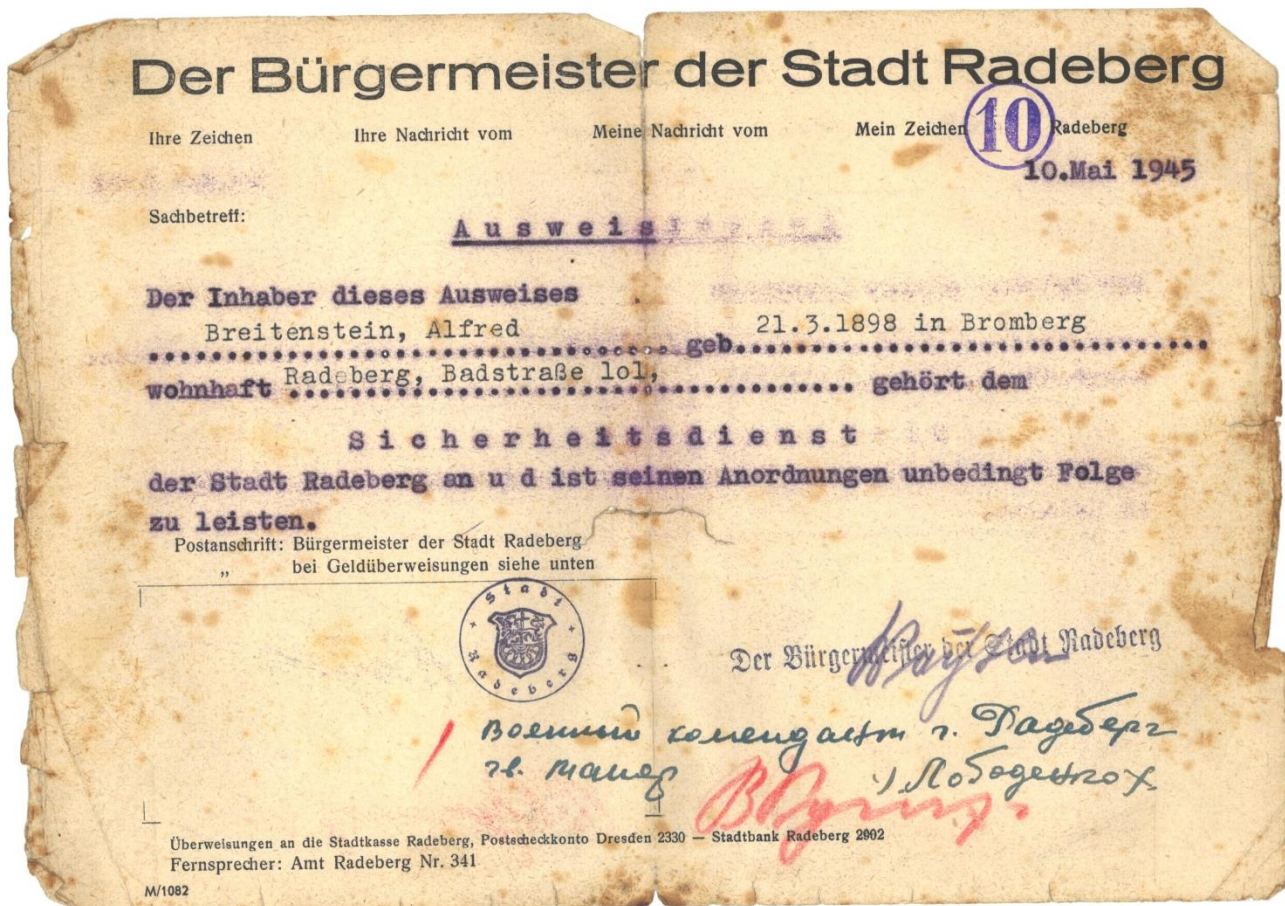 Der Bürgermeister der Stadt Radeberg
Ihre Zeichen Ihre Nachricht vom Meine Nachricht vom Mein Zeichen 10 Radeberg
10.Mai 1945
Sachbetreff:
Ausweis
Der Inhaber dieses Ausweises
Breitenstein, Alfred geb. 21.3.1898 in Bromberg
wohnhaft Radeberg, Badstraße lol, gehört dem
Sicherheitsdienst
der Stadt Radeberg an u d ist seinen Anordnungen unbedingt Folge
zu leisten.
Postanschrift: Bürgermeister der Stadt Radeberg
„ bei Geldüberweisungen siehe unten
Stadt Radeberg
Der Bürgermeister der Stadt Radeberg
Военный комендант г. Радеберг
гв. майор /Лободенко/
Überweisungen an die Stadtkasse Radeberg, Postscheckkonto Dresden 2330 — Stadtbank Radeberg 2002
Fernsprecher: Amt Radeberg Nr. 341
M/1082